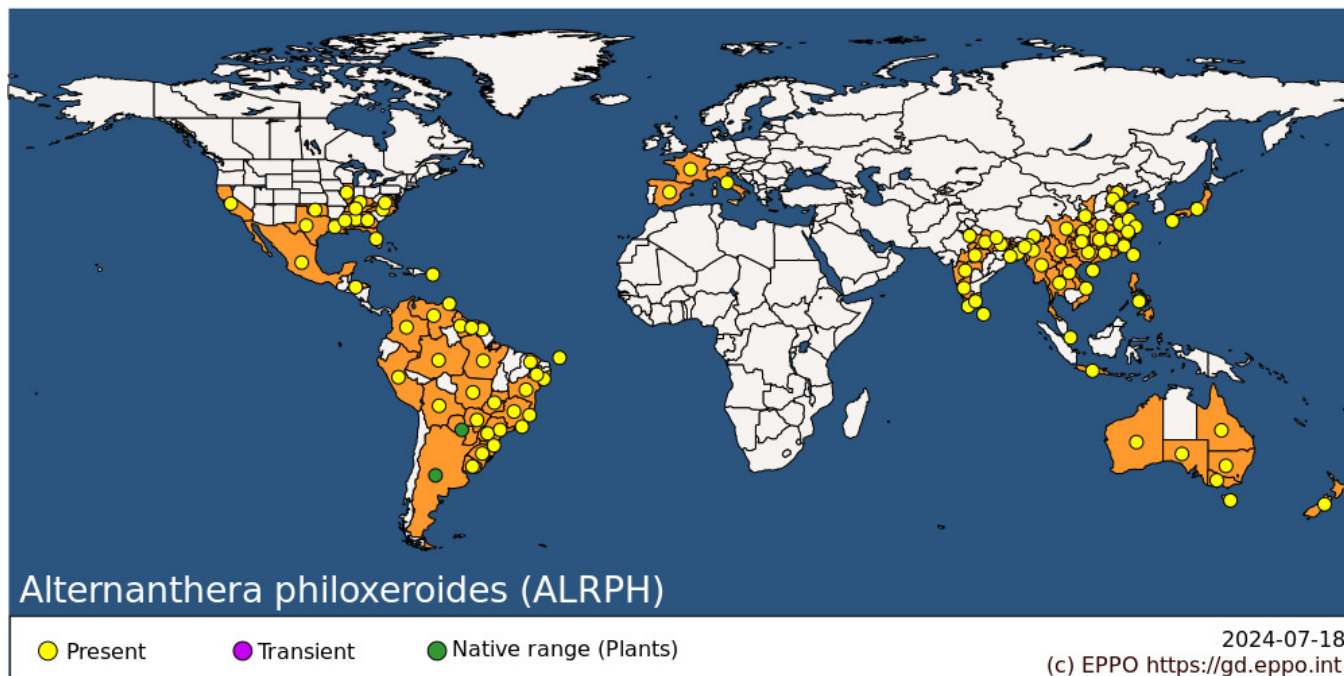 Alternanthera philoxeroides (ALRPH)
Present
Transient
Native range (Plants)
2024-07-18
(c) EPPO https://gd.eppo.int